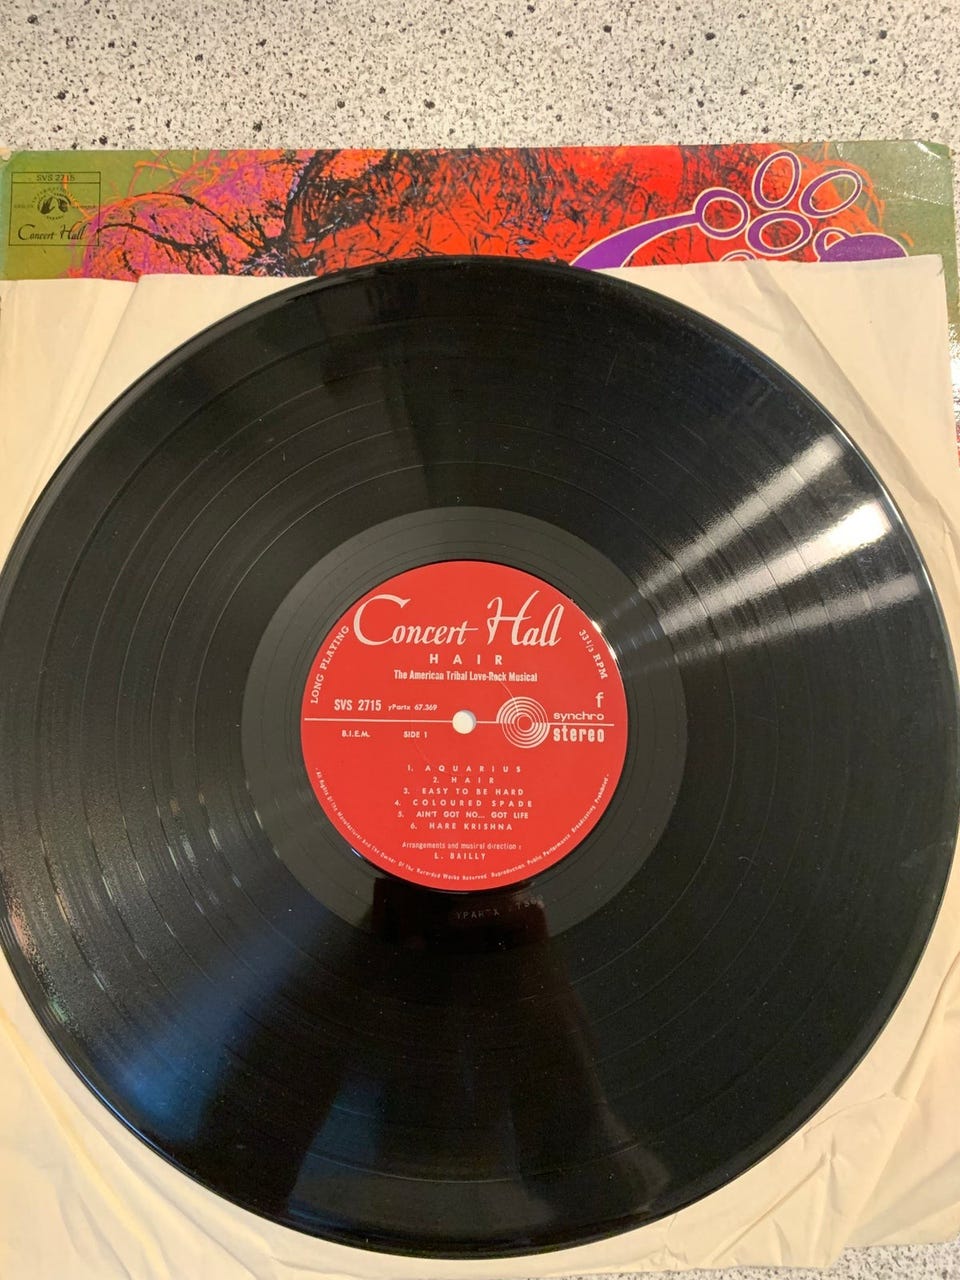 SVS 2715
Concert Hall
LONG PLAYING
Concert Hall
33 1/3 RPM
HAIR
The American Tribal Love-Rock Musical
SVS 2715 yPartx 67.369
f
synchro
stereo
B.I.E.M. SIDE 1
1. AQUARIUS
2. HAIR
3. EASY TO BE HARD
4. COLOURED SPADE
5. AIN'T GOT NO... GOT LIFE
6. HARE KRISHNA
Arrangements and musical direction :
L. BAILLY
All Rights Of The Manufacturer And The Owner Of The Recorded Works Reserved. Reproduction Public Performance Broadcasting Prohibited
YPARTX